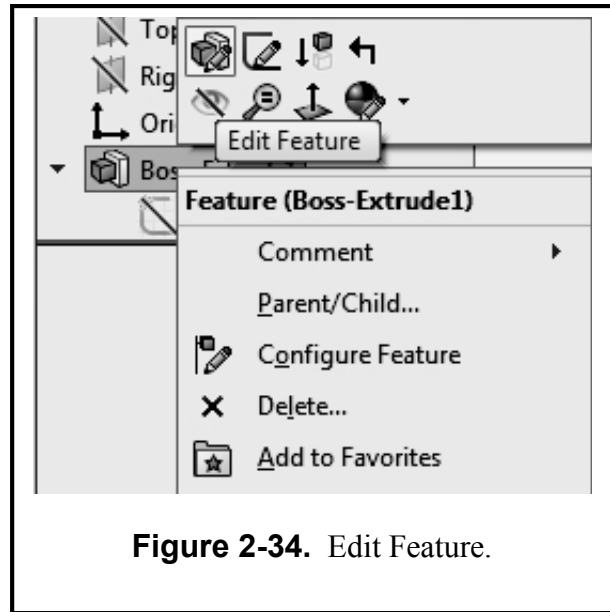 Top
Rig
Ori
Edit Feature
Bos
Feature (Boss-Extrude1)
Comment
Parent/Child...
Configure Feature
Delete...
Add to Favorites
Figure 2-34. Edit Feature.